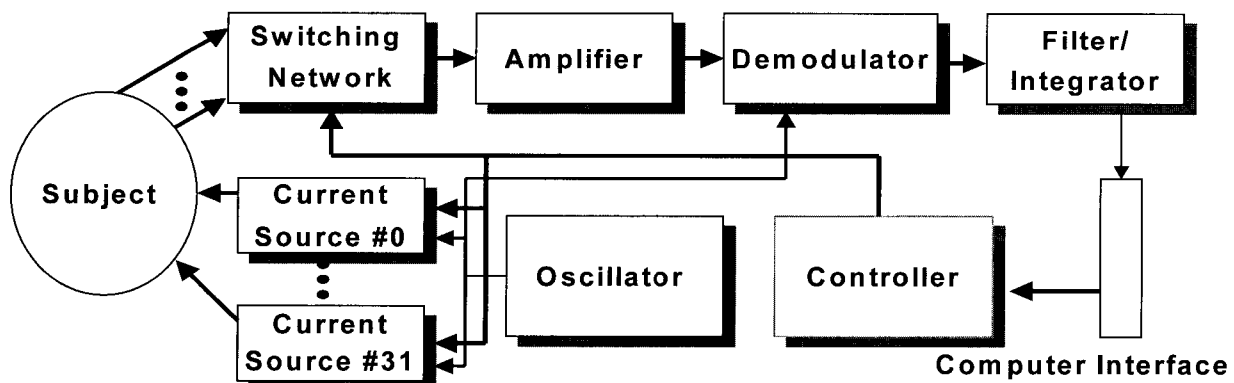 Switching
Network
Amplifier
Demodulator
Filter/
Integrator
Subject
Current
Source #0
Oscillator
Controller
Current
Source #31
Computer Interface